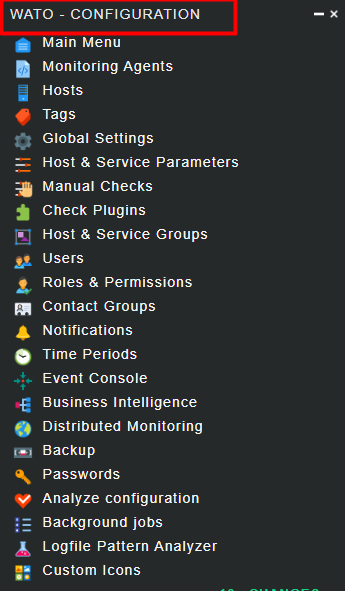 WATO - CONFIGURATION
Main Menu
Monitoring Agents
Hosts
Tags
Global Settings
Host & Service Parameters
Manual Checks
Check Plugins
Host & Service Groups
Users
Roles & Permissions
Contact Groups
Notifications
Time Periods
Event Console
Business Intelligence
Distributed Monitoring
Backup
Passwords
Analyze configuration
Background jobs
Logfile Pattern Analyzer
Custom Icons